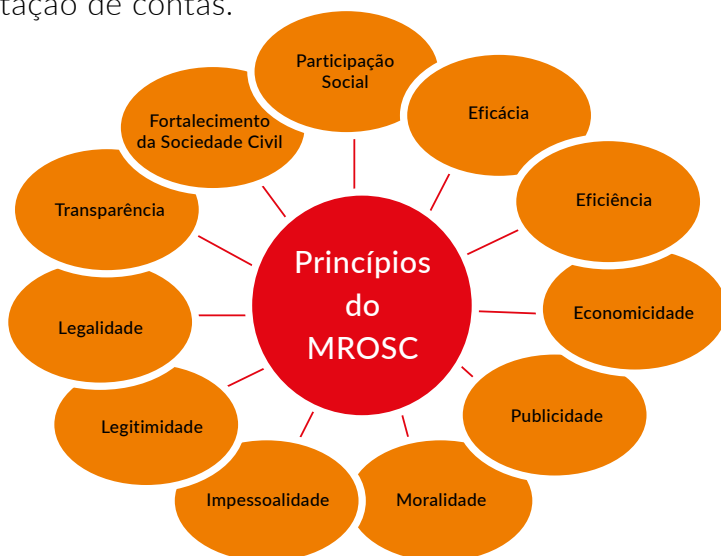 tação de contas.
Participação
Social
Eficácia
Eficiência
Economicidade
Publicidade
Moralidade
Impessoalidade
Legitimidade
Legalidade
Transparência
Fortalecimento
da Sociedade Civil
Princípios
do
MROSC